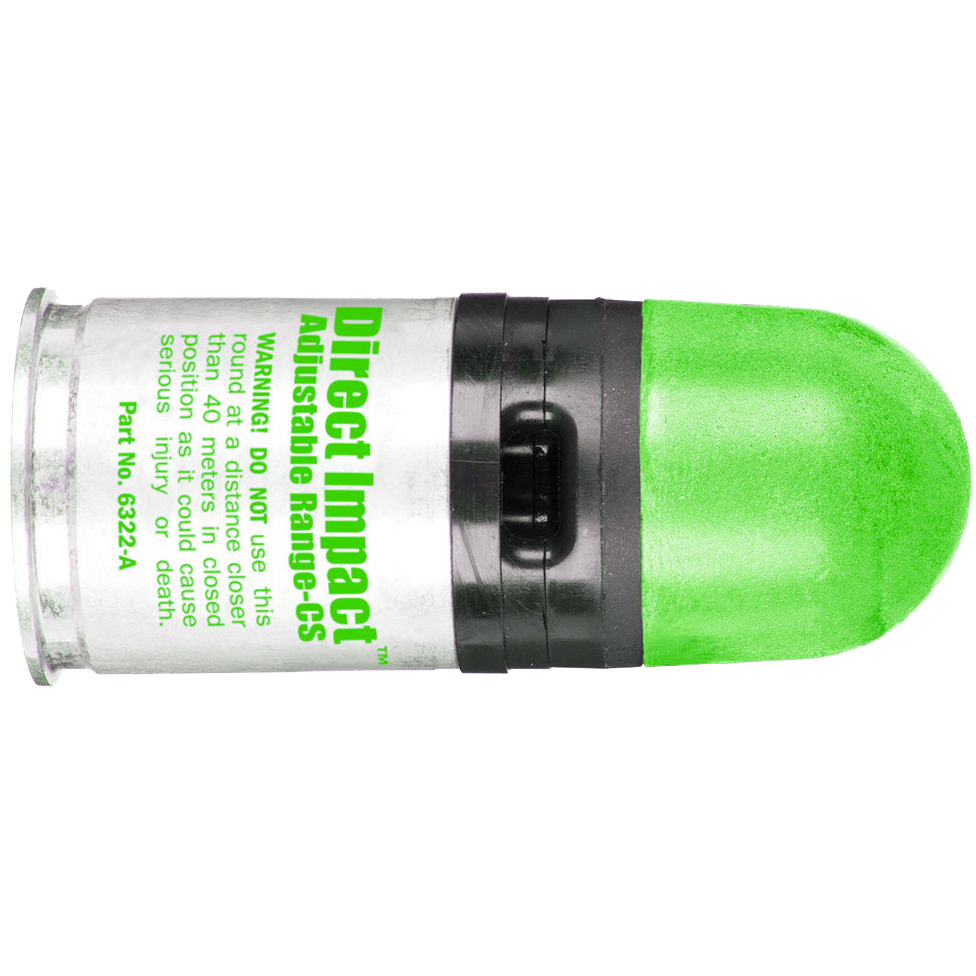 Direct Impact™
Adjustable Range-CS
WARNING! DO NOT use this
round at a distance closer
than 40 meters in closed
position as it could cause
serious injury or death.
Part No. 6322-A